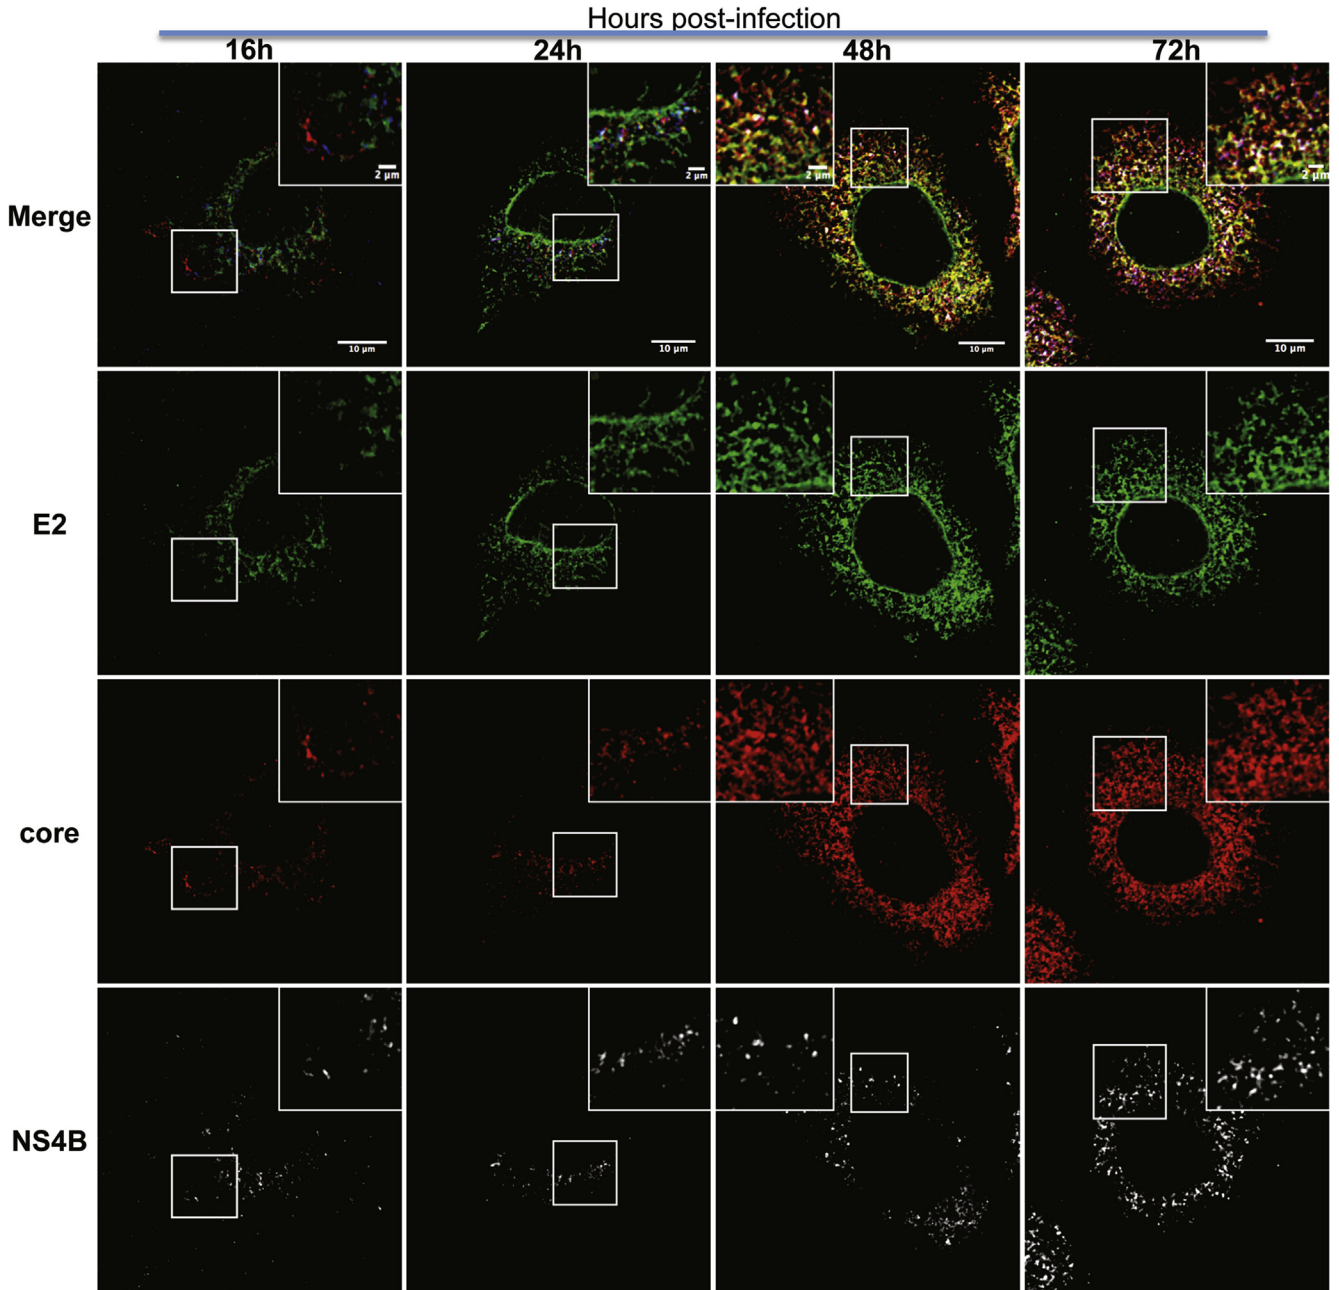 Hours post-infection
16h 24h 48h 72h
2 μm 2 μm 2 μm 2 μm
Merge
10 μm 10 μm 10 μm 10 μm
E2
core
NS4B